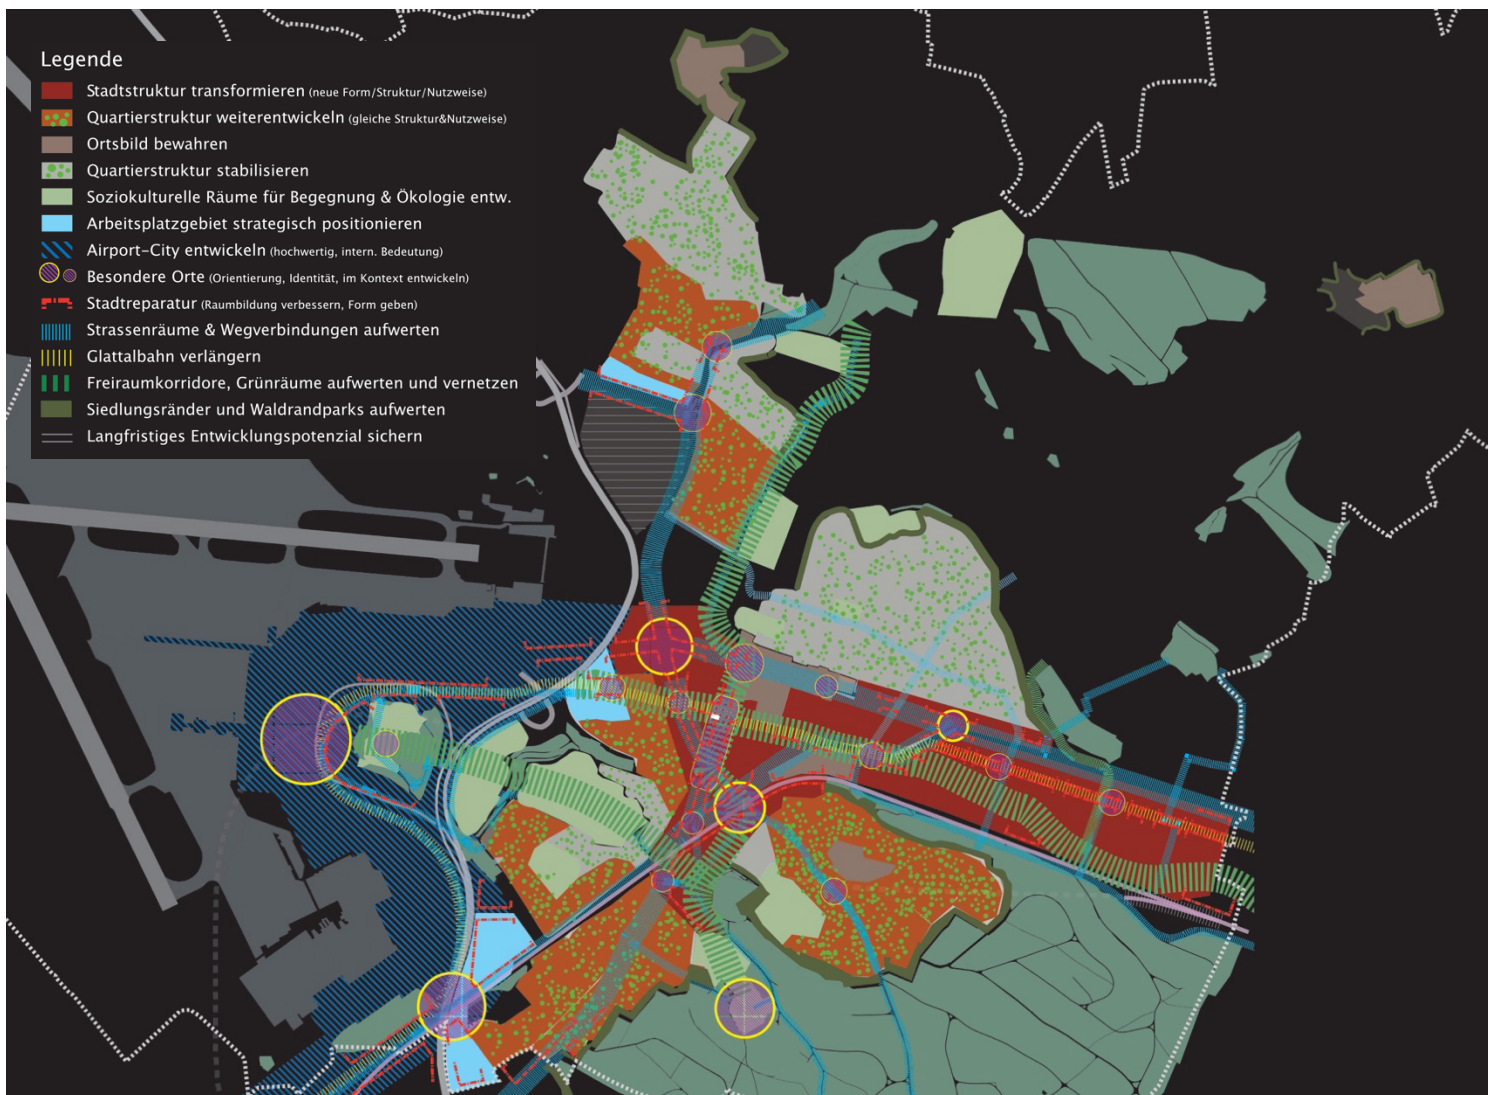 Legende
Stadtstruktur transformieren (neue Form/Struktur/Nutzweise)
Quartierstruktur weiterentwickeln (gleiche Struktur&Nutzweise)
Ortsbild bewahren
Quartierstruktur stabilisieren
Soziokulturelle Räume für Begegnung & Ökologie entw.
Arbeitsplatzgebiet strategisch positionieren
Airport-City entwickeln (hochwertig, intern. Bedeutung)
Besondere Orte (Orientierung, Identität, im Kontext entwickeln)
Stadtreparatur (Raumbildung verbessern, Form geben)
Strassenräume & Wegverbindungen aufwerten
Glattalbahn verlängern
Freiraumkorridore, Grünräume aufwerten und vernetzen
Siedlungsränder und Waldrandparks aufwerten
Langfristiges Entwicklungspotenzial sichern